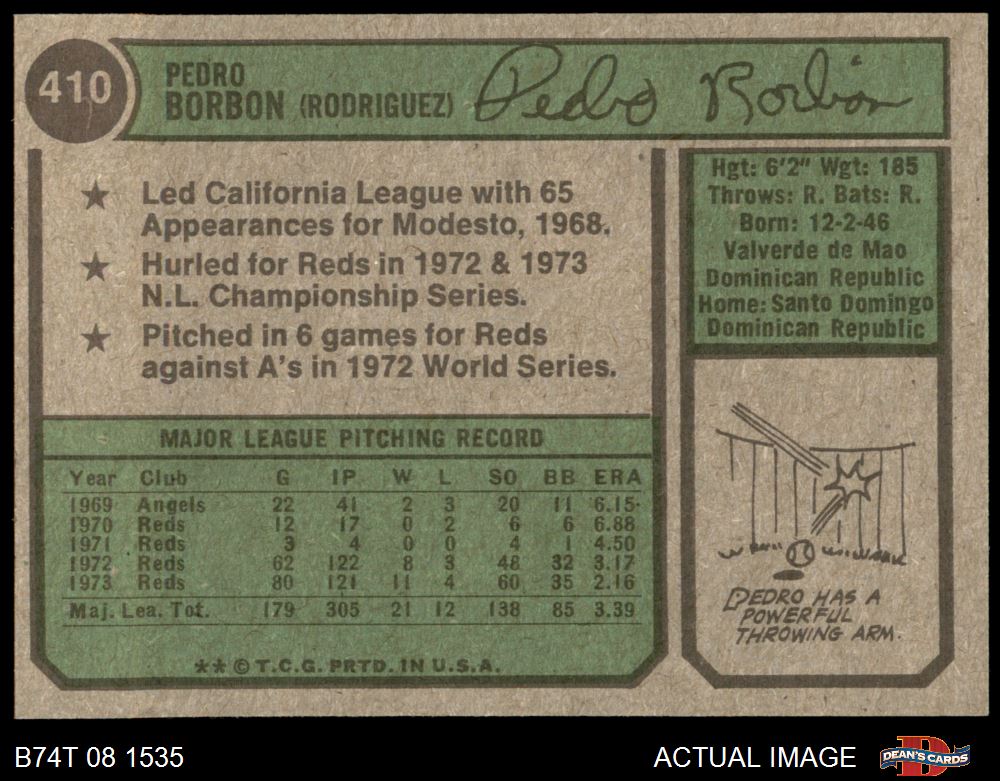 410
PEDRO
BORBON (RODRIGUEZ)
Pedro Borbon
★ Led California League with 65
Appearances for Modesto, 1968.
★ Hurled for Reds in 1972 & 1973
N.L. Championship Series.
★ Pitched in 6 games for Reds
against A's in 1972 World Series.
Hgt: 6'2" Wgt: 185
Throws: R. Bats: R.
Born: 12-2-46
Valverde de Mao
Dominican Republic
Home: Santo Domingo
Dominican Republic
MAJOR LEAGUE PITCHING RECORD
Year Club G IP W L SO BB ERA
1969 Angels 22 41 2 3 20 11 6.15
1970 Reds 12 17 0 2 6 6 6.88
1971 Reds 3 4 0 0 4 1 4.50
1972 Reds 62 122 8 3 48 32 3.17
1973 Reds 80 121 11 4 60 35 2.16
Maj. Lea. Tot. 179 305 21 12 138 85 3.39
**©T.C.G. PRTD. IN U.S.A.
PEDRO HAS A
POWERFUL
THROWING ARM.
B74T 08 1535
ACTUAL IMAGE
DEAN'S CARDS